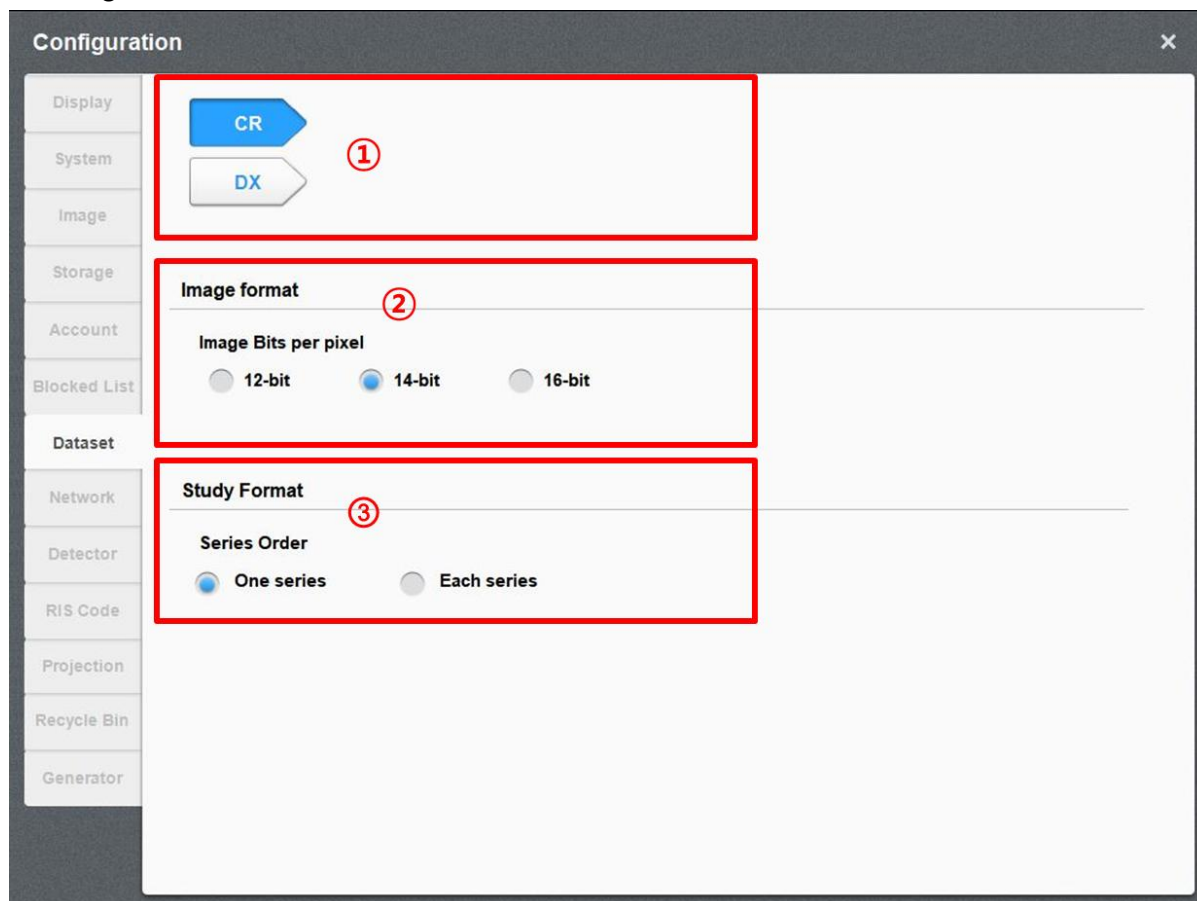 Configuration
×
Display
System
Image
Storage
Account
Blocked List
Dataset
Network
Detector
RIS Code
Projection
Recycle Bin
Generator
CR
DX
①
Image format
②
Image Bits per pixel
12-bit 14-bit 16-bit
Study Format
③
Series Order
One series Each series